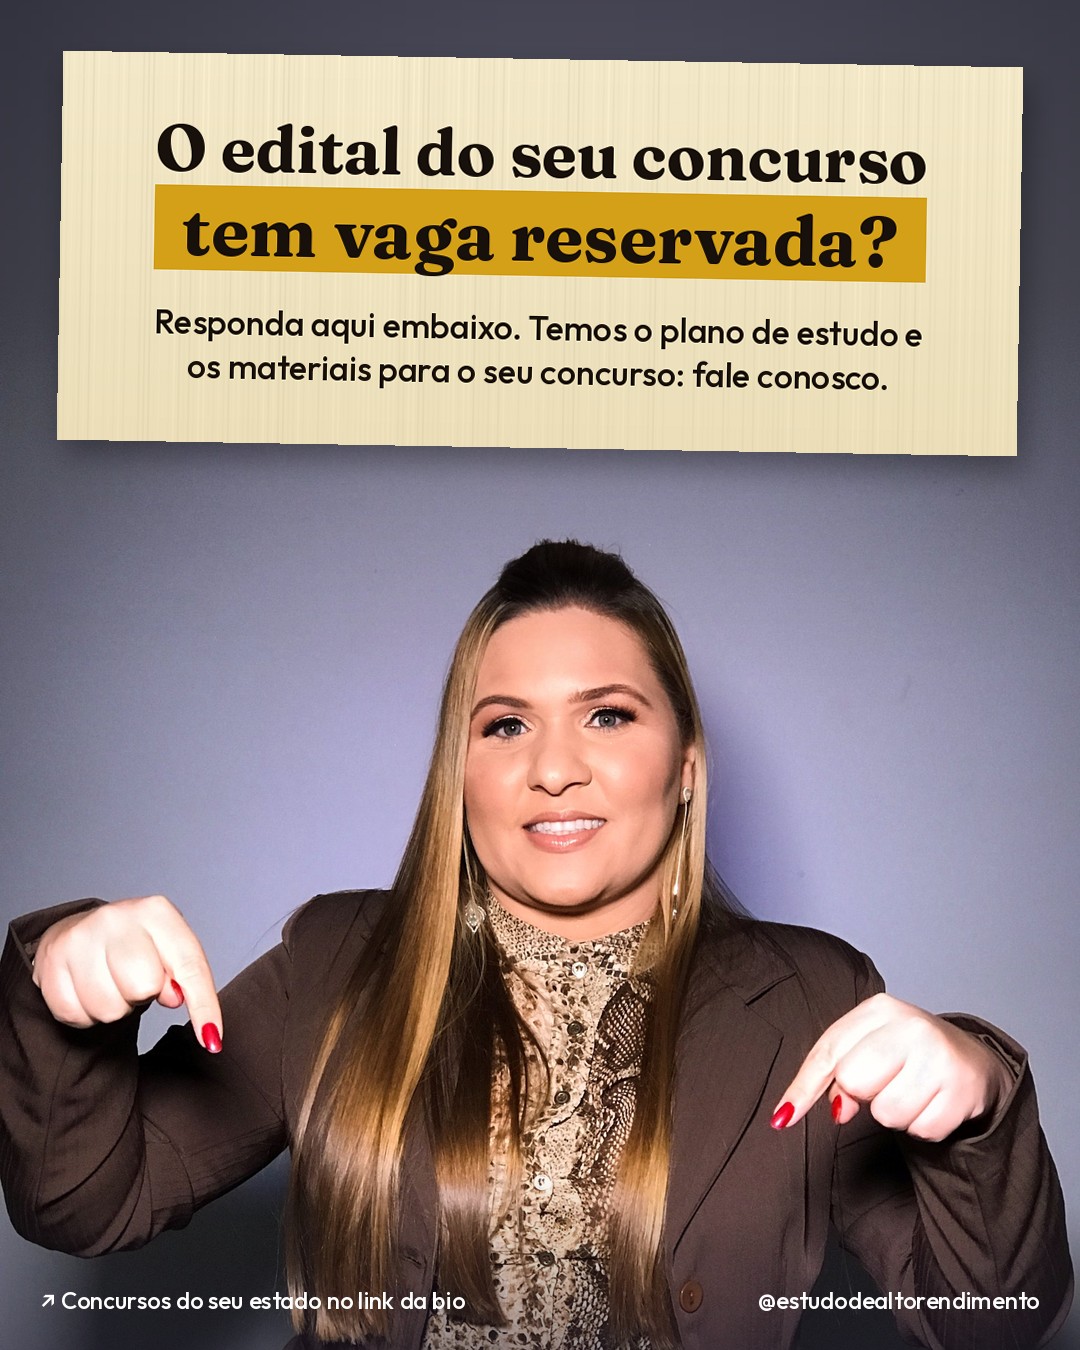 O edital do seu concurso
tem vaga reservada?
Responda aqui embaixo. Temos o plano de estudo e
os materiais para o seu concurso: fale conosco.
↗ Concursos do seu estado no link da bio
@estudodealtorendimento